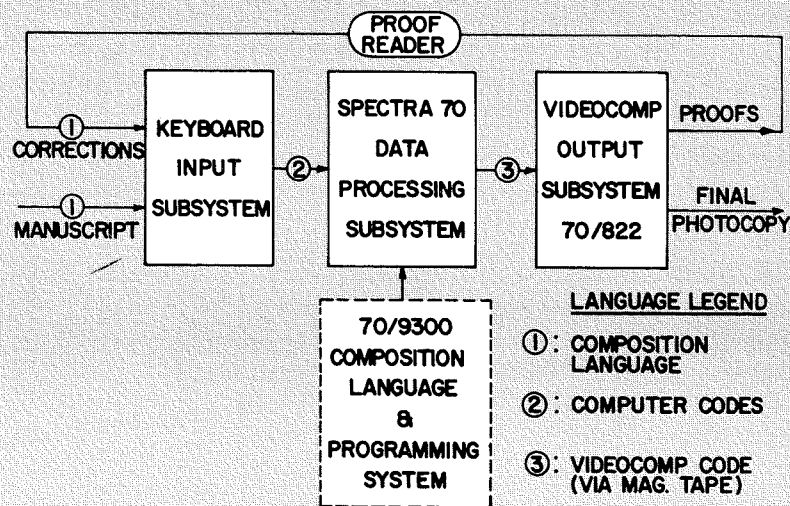 PROOF
READER
①
CORRECTIONS
①
MANUSCRIPT
KEYBOARD
INPUT
SUBSYSTEM
②
SPECTRA 70
DATA
PROCESSING
SUBSYSTEM
③
VIDEOCOMP
OUTPUT
SUBSYSTEM
70/822
PROOFS
FINAL
PHOTOCOPY
70/9300
COMPOSITION
LANGUAGE
&
PROGRAMMING
SYSTEM
LANGUAGE LEGEND
①: COMPOSITION
LANGUAGE
②: COMPUTER CODES
③: VIDEOCOMP CODE
(VIA MAG. TAPE)